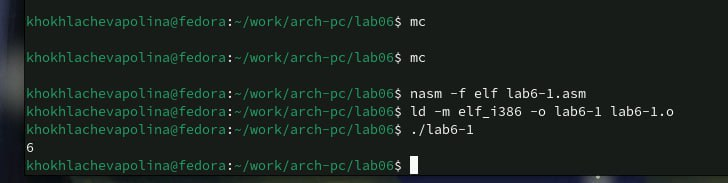 khokhlachevapolina@fedora:~/work/arch-pc/lab06$ mc
khokhlachevapolina@fedora:~/work/arch-pc/lab06$ mc
khokhlachevapolina@fedora:~/work/arch-pc/lab06$ nasm -f elf lab6-1.asm
khokhlachevapolina@fedora:~/work/arch-pc/lab06$ ld -m elf_i386 -o lab6-1 lab6-1.o
khokhlachevapolina@fedora:~/work/arch-pc/lab06$ ./lab6-1
6
khokhlachevapolina@fedora:~/work/arch-pc/lab06$